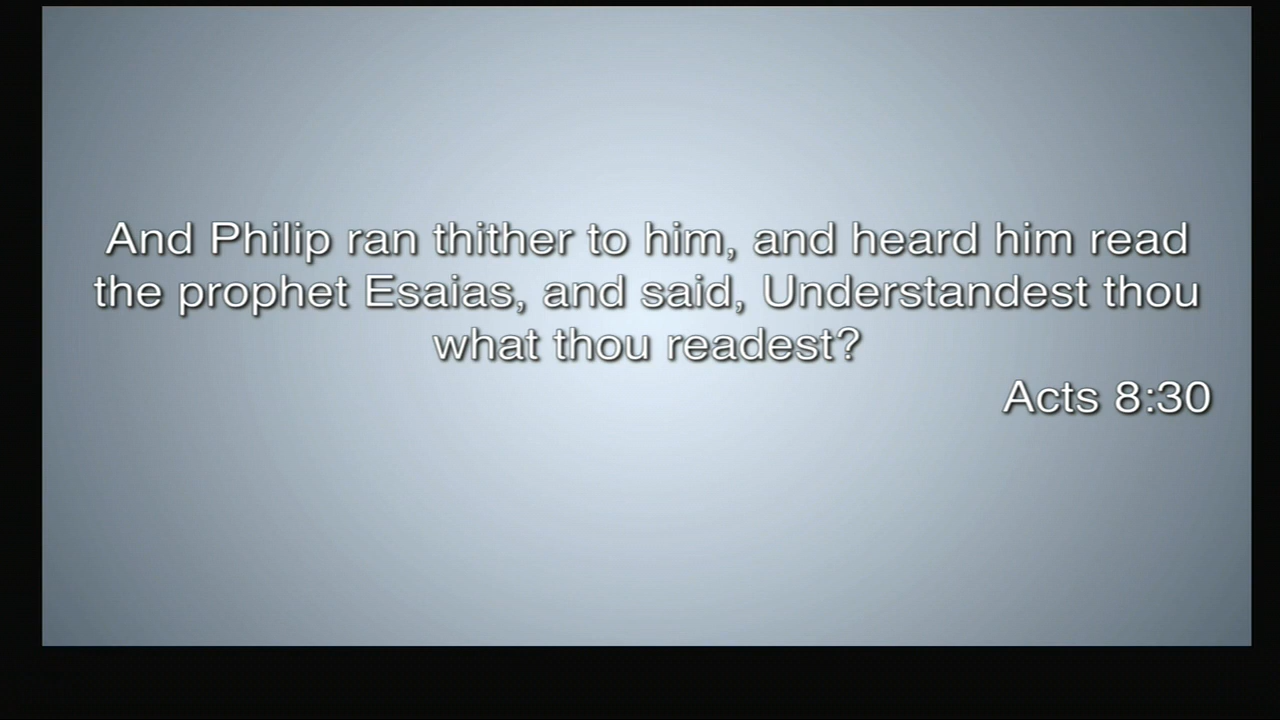 And Philip ran thither to him, and heard him read
the prophet Esaias, and said, Understandest thou
what thou readest?
Acts 8:30